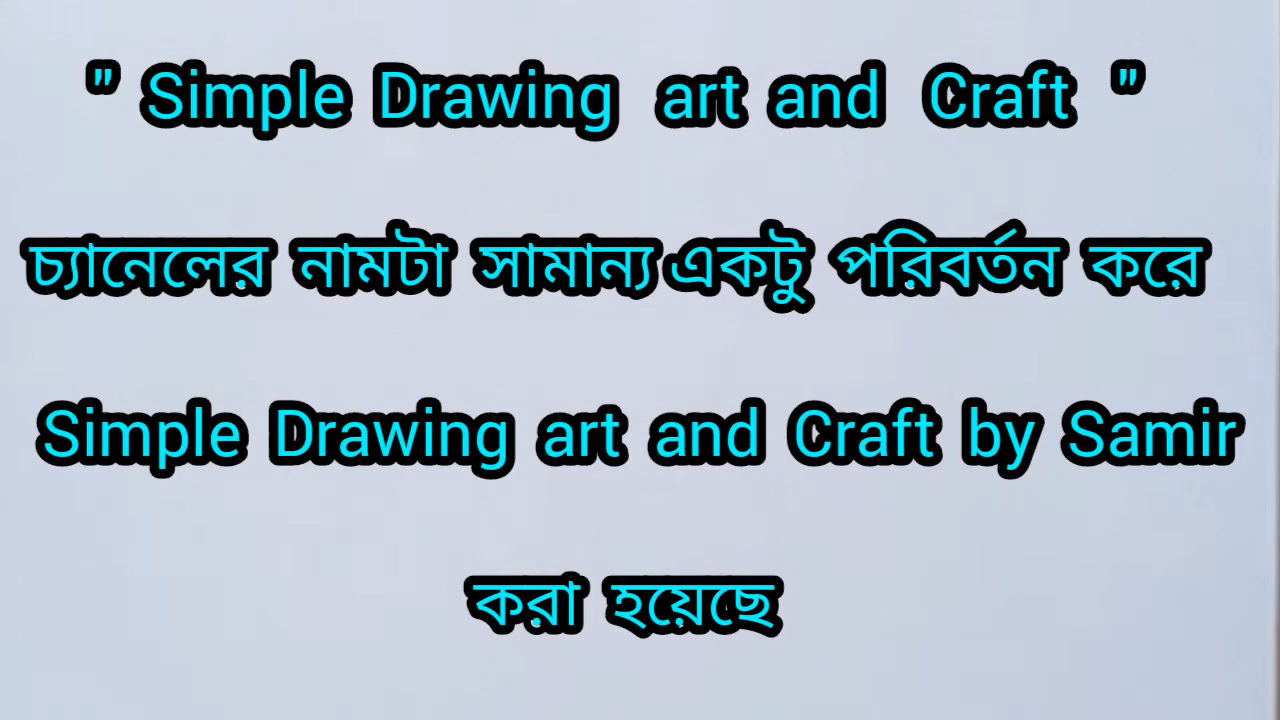 " Simple Drawing art and Craft "
চ্যানেলের নামটা সামান্য একটু পরিবর্তন করে
Simple Drawing art and Craft by Samir
করা হয়েছে